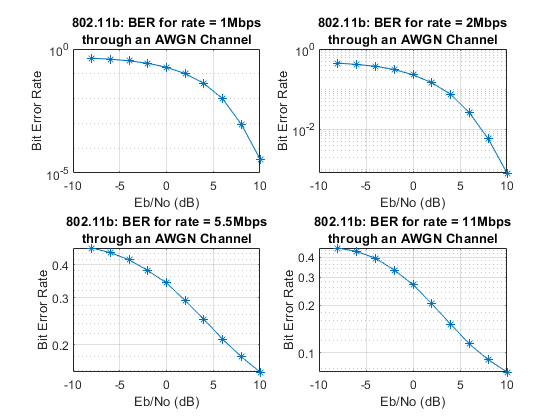 802.11b: BER for rate = 1Mbps
through an AWGN Channel
10^0
10^-5
Bit Error Rate
-10 -5 0 5 10
Eb/No (dB)
802.11b: BER for rate = 2Mbps
through an AWGN Channel
10^0
10^-2
Bit Error Rate
-10 -5 0 5 10
Eb/No (dB)
802.11b: BER for rate = 5.5Mbps
through an AWGN Channel
0.4
0.3
0.2
Bit Error Rate
-10 -5 0 5 10
Eb/No (dB)
802.11b: BER for rate = 11Mbps
through an AWGN Channel
0.4
0.3
0.2
0.1
Bit Error Rate
-10 -5 0 5 10
Eb/No (dB)